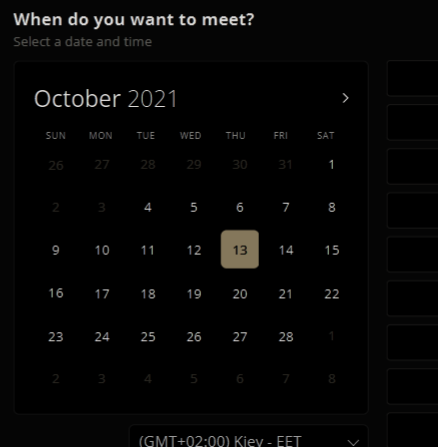 When do you want to meet?
Select a date and time
October 2021
SUN MON TUE WED THU FRI SAT
26 27 28 29 30 31 1
2 3 4 5 6 7 8
9 10 11 12 13 14 15
16 17 18 19 20 21 22
23 24 25 26 27 28 1
2 3 4 5 6 7 8
(GMT+02:00) Kiev - EET